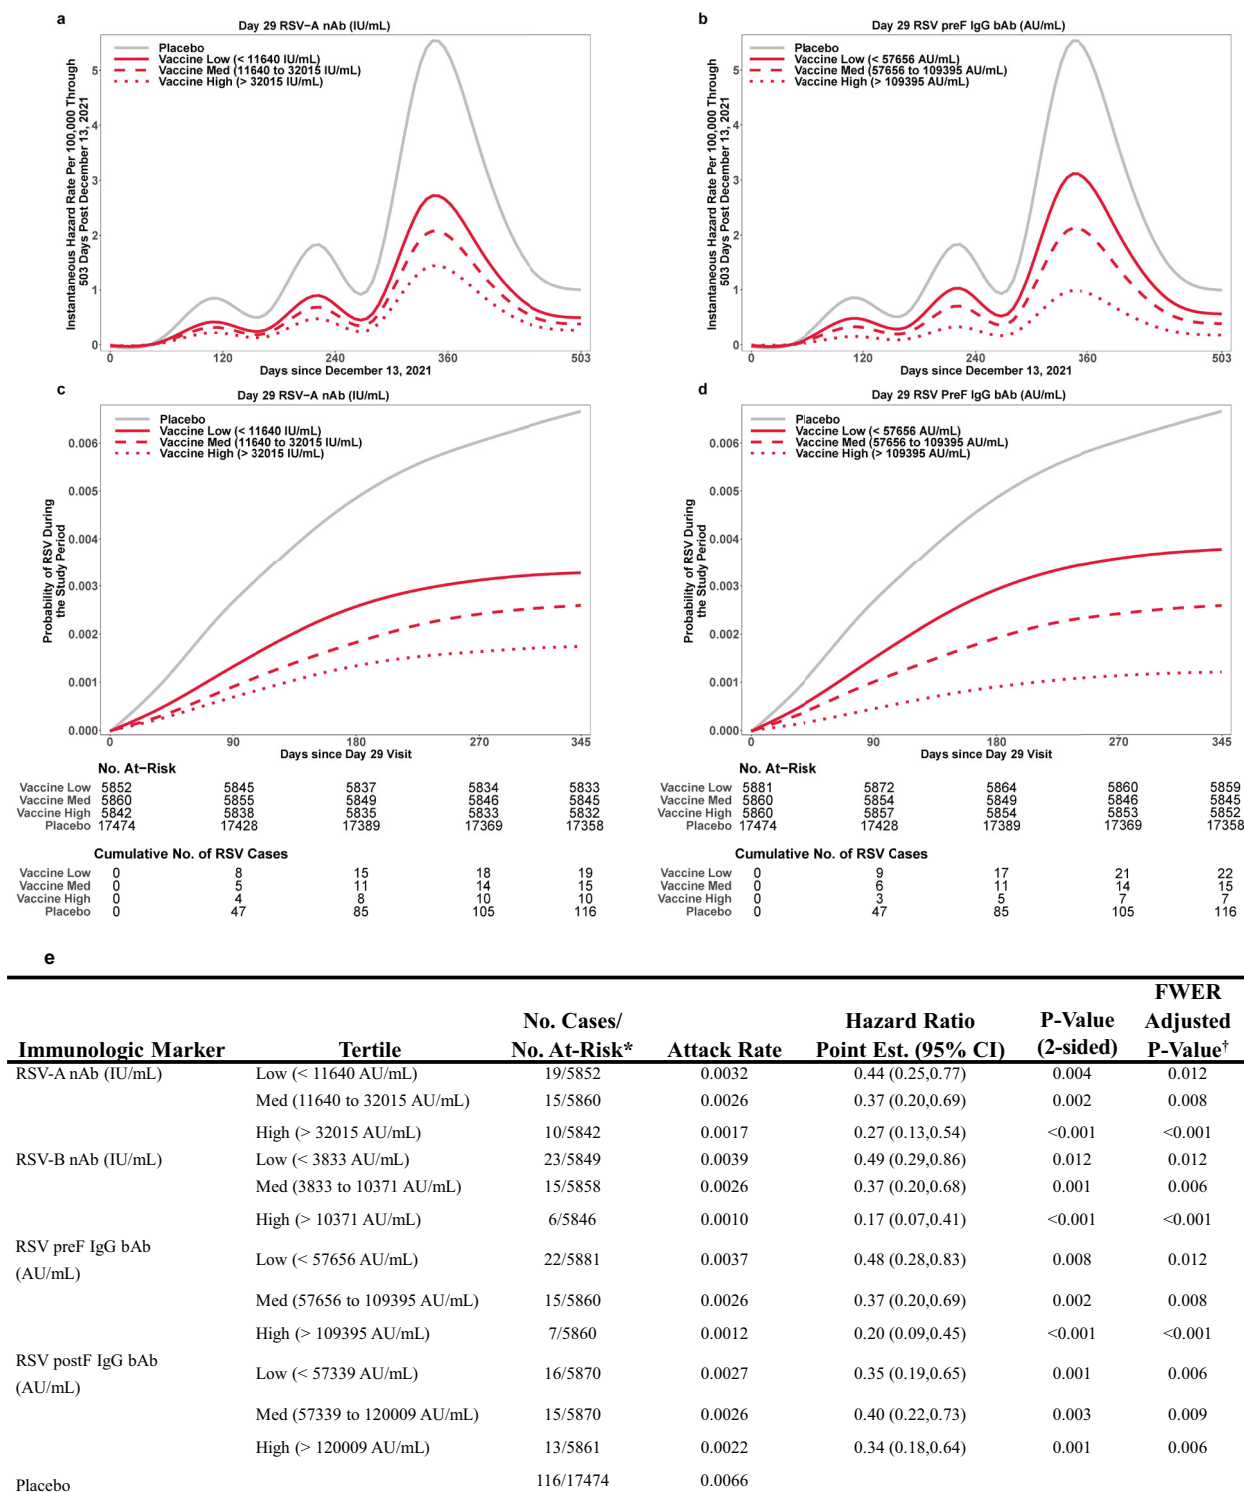 a
Day 29 RSV−A nAb (IU/mL)
Placebo
Vaccine Low (< 11640 IU/mL)
Vaccine Med (11640 to 32015 IU/mL)
Vaccine High (> 32015 IU/mL)
Instantaneous Hazard Rate Per 100,000 Through
503 Days Post December 13, 2021
5
4
3
2
1
0
0 120 240 360 503
Days since December 13, 2021
b
Day 29 RSV preF IgG bAb (AU/mL)
Placebo
Vaccine Low (< 57656 AU/mL)
Vaccine Med (57656 to 109395 AU/mL)
Vaccine High (> 109395 AU/mL)
Instantaneous Hazard Rate Per 100,000 Through
503 Days Post December 13, 2021
5
4
3
2
1
0
0 120 240 360 503
Days since December 13, 2021
c
Day 29 RSV−A nAb (IU/mL)
Placebo
Vaccine Low (< 11640 IU/mL)
Vaccine Med (11640 to 32015 IU/mL)
Vaccine High (> 32015 IU/mL)
Probability of RSV During
the Study Period
0.006
0.005
0.004
0.003
0.002
0.001
0.000
0 90 180 270 345
Days since Day 29 Visit
No. At−Risk
Vaccine Low 5852 5845 5837 5834 5833
Vaccine Med 5860 5855 5849 5846 5845
Vaccine High 5842 5838 5835 5833 5832
Placebo 17474 17428 17389 17369 17358
Cumulative No. of RSV Cases
Vaccine Low 0 8 15 18 19
Vaccine Med 0 5 11 14 15
Vaccine High 0 4 8 10 10
Placebo 0 47 85 105 116
d
Day 29 RSV PreF IgG bAb (AU/mL)
Placebo
Vaccine Low (< 57656 AU/mL)
Vaccine Med (57656 to 109395 AU/mL)
Vaccine High (> 109395 AU/mL)
Probability of RSV During
the Study Period
0.006
0.005
0.004
0.003
0.002
0.001
0.000
0 90 180 270 345
Days since Day 29 Visit
No. At−Risk
Vaccine Low 5881 5872 5864 5860 5859
Vaccine Med 5860 5854 5849 5846 5845
Vaccine High 5860 5857 5854 5853 5852
Placebo 17474 17428 17389 17369 17358
Cumulative No. of RSV Cases
Vaccine Low 0 9 17 21 22
Vaccine Med 0 6 11 14 15
Vaccine High 0 3 5 7 7
Placebo 0 47 85 105 116
e
FWER
No. Cases/ Hazard Ratio P-Value Adjusted
Immunologic Marker Tertile No. At-Risk* Attack Rate Point Est. (95% CI) (2-sided) P-Value†
RSV-A nAb (IU/mL) Low (< 11640 AU/mL) 19/5852 0.0032 0.44 (0.25,0.77) 0.004 0.012
Med (11640 to 32015 AU/mL) 15/5860 0.0026 0.37 (0.20,0.69) 0.002 0.008
High (> 32015 AU/mL) 10/5842 0.0017 0.27 (0.13,0.54) <0.001 <0.001
RSV-B nAb (IU/mL) Low (< 3833 AU/mL) 23/5849 0.0039 0.49 (0.29,0.86) 0.012 0.012
Med (3833 to 10371 AU/mL) 15/5858 0.0026 0.37 (0.20,0.68) 0.001 0.006
High (> 10371 AU/mL) 6/5846 0.0010 0.17 (0.07,0.41) <0.001 <0.001
RSV preF IgG bAb
(AU/mL) Low (< 57656 AU/mL) 22/5881 0.0037 0.48 (0.28,0.83) 0.008 0.012
Med (57656 to 109395 AU/mL) 15/5860 0.0026 0.37 (0.20,0.69) 0.002 0.008
High (> 109395 AU/mL) 7/5860 0.0012 0.20 (0.09,0.45) <0.001 <0.001
RSV postF IgG bAb
(AU/mL) Low (< 57339 AU/mL) 16/5870 0.0027 0.35 (0.19,0.65) 0.001 0.006
Med (57339 to 120009 AU/mL) 15/5870 0.0026 0.40 (0.22,0.73) 0.003 0.009
High (> 120009 AU/mL) 13/5861 0.0022 0.34 (0.18,0.64) 0.001 0.006
Placebo 116/17474 0.0066